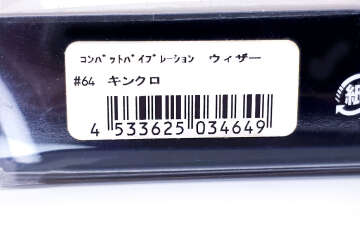 ｺﾝﾊﾞｯﾄﾊﾞｲﾌﾞﾚｰｼｮﾝ ウィザー
#64 キンクロ
4 533625 034649
紙